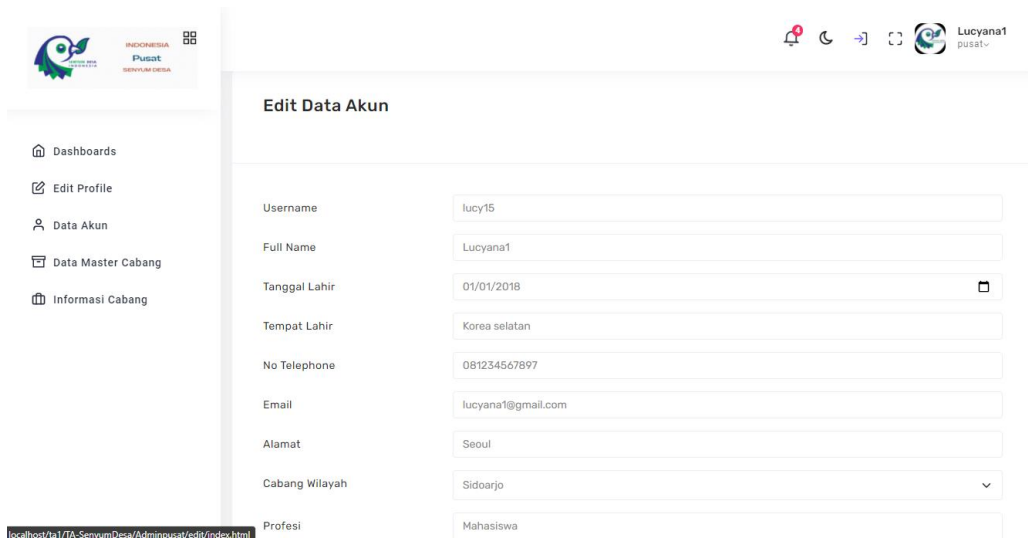 INDONESIA
Pusat
SENYUM DESA
4
Lucyana1
pusat
Edit Data Akun
Dashboards
Edit Profile
Data Akun
Data Master Cabang
Informasi Cabang
Username lucy15
Full Name Lucyana1
Tanggal Lahir 01/01/2018
Tempat Lahir Korea selatan
No Telephone 081234567897
Email lucyana1@gmail.com
Alamat Seoul
Cabang Wilayah Sidoarjo
Profesi Mahasiswa
localhost/ta1/TA-SenyumDesa/Adminpusat/edit/index.html